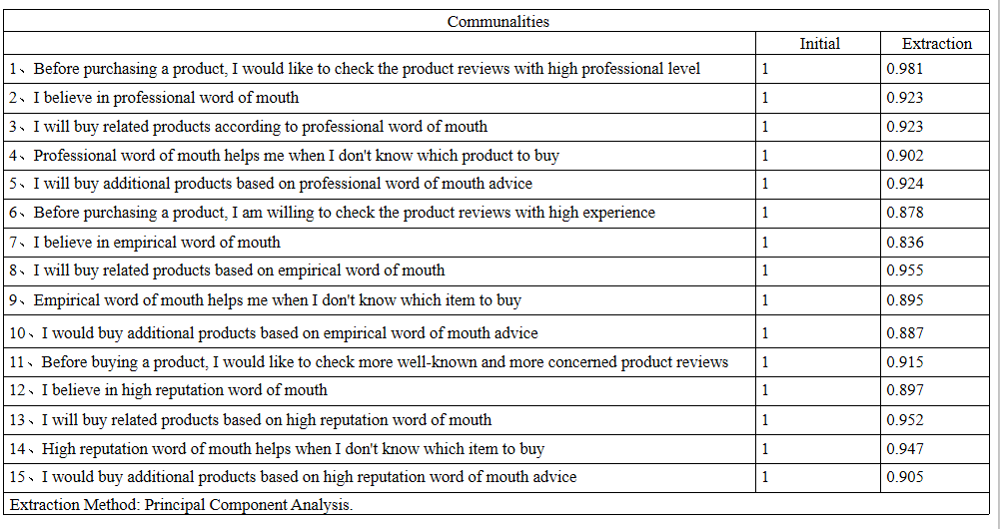 Communalities
Initial Extraction
1、Before purchasing a product, I would like to check the product reviews with high professional level 1 0.981
2、I believe in professional word of mouth 1 0.923
3、I will buy related products according to professional word of mouth 1 0.923
4、Professional word of mouth helps me when I don't know which product to buy 1 0.902
5、I will buy additional products based on professional word of mouth advice 1 0.924
6、Before purchasing a product, I am willing to check the product reviews with high experience 1 0.878
7、I believe in empirical word of mouth 1 0.836
8、I will buy related products based on empirical word of mouth 1 0.955
9、Empirical word of mouth helps me when I don't know which item to buy 1 0.895
10、I would buy additional products based on empirical word of mouth advice 1 0.887
11、Before buying a product, I would like to check more well-known and more concerned product reviews 1 0.915
12、I believe in high reputation word of mouth 1 0.897
13、I will buy related products based on high reputation word of mouth 1 0.952
14、High reputation word of mouth helps when I don't know which item to buy 1 0.947
15、I would buy additional products based on high reputation word of mouth advice 1 0.905
Extraction Method: Principal Component Analysis.